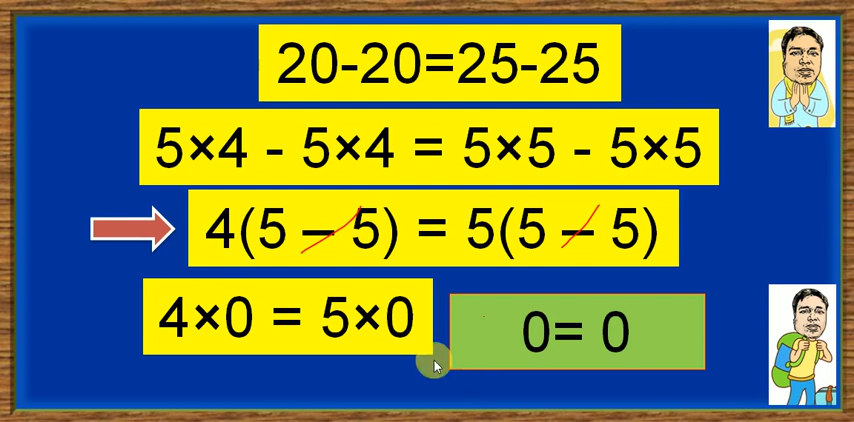 20-20=25-25
5×4 - 5×4 = 5×5 - 5×5
4(5 – 5) = 5(5 – 5)
4×0 = 5×0
0= 0